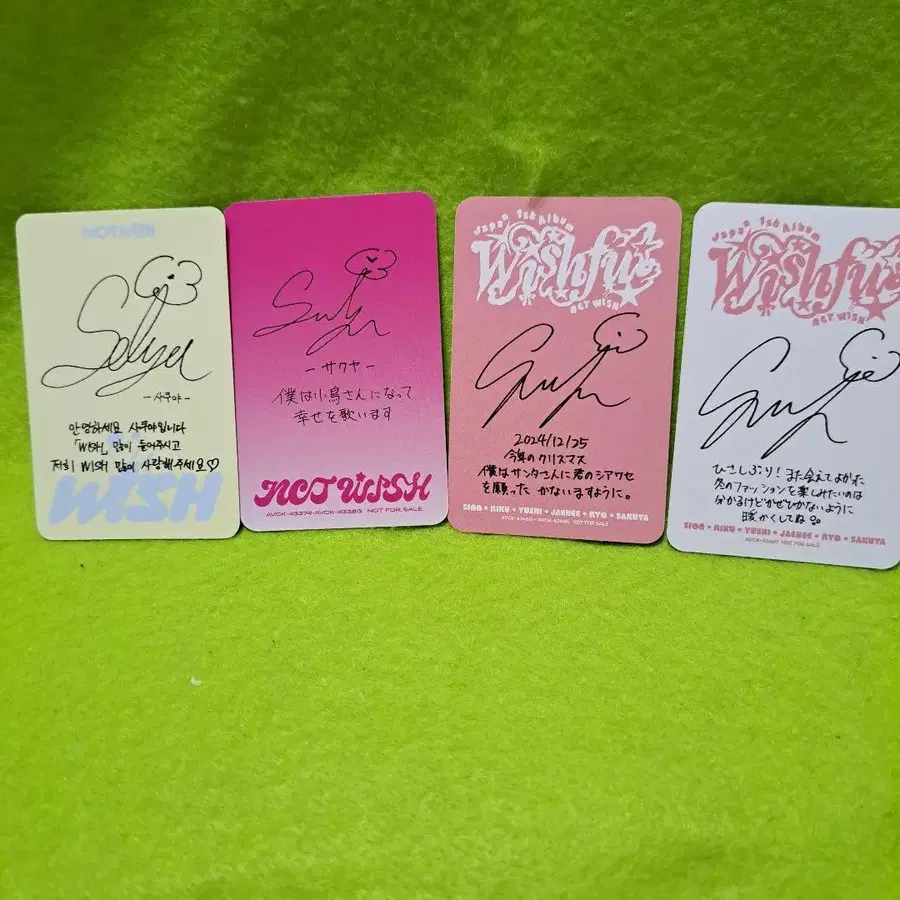 NCT WISH
-사쿠야-
안녕하세요 사쿠야입니다
「WISH」 많이 들어주시고
저희 WISH 많이 사랑해주세요♡
WISH
-サクヤ-
僕は小鳥さんになって
幸せを歌います
NCT WISH
NOT FOR SALE
Japan 1st Album
Wishful
NCT WISH
2024/12/25
今年のクリスマス
僕はサンタさんに君のシアワセ
を願った かないますように。
SION • RIKU • YUSHI • JAEHEE • RYO • SAKUYA
NOT FOR SALE
Japan 1st Album
Wishful
NCT WISH
ひさしぶり！また会えてよかった
冬のファッションを楽しみたいのは
分かるけどかぜひかないように
暖かくしてね
SION • RIKU • YUSHI • JAEHEE • RYO • SAKUYA
NOT FOR SALE